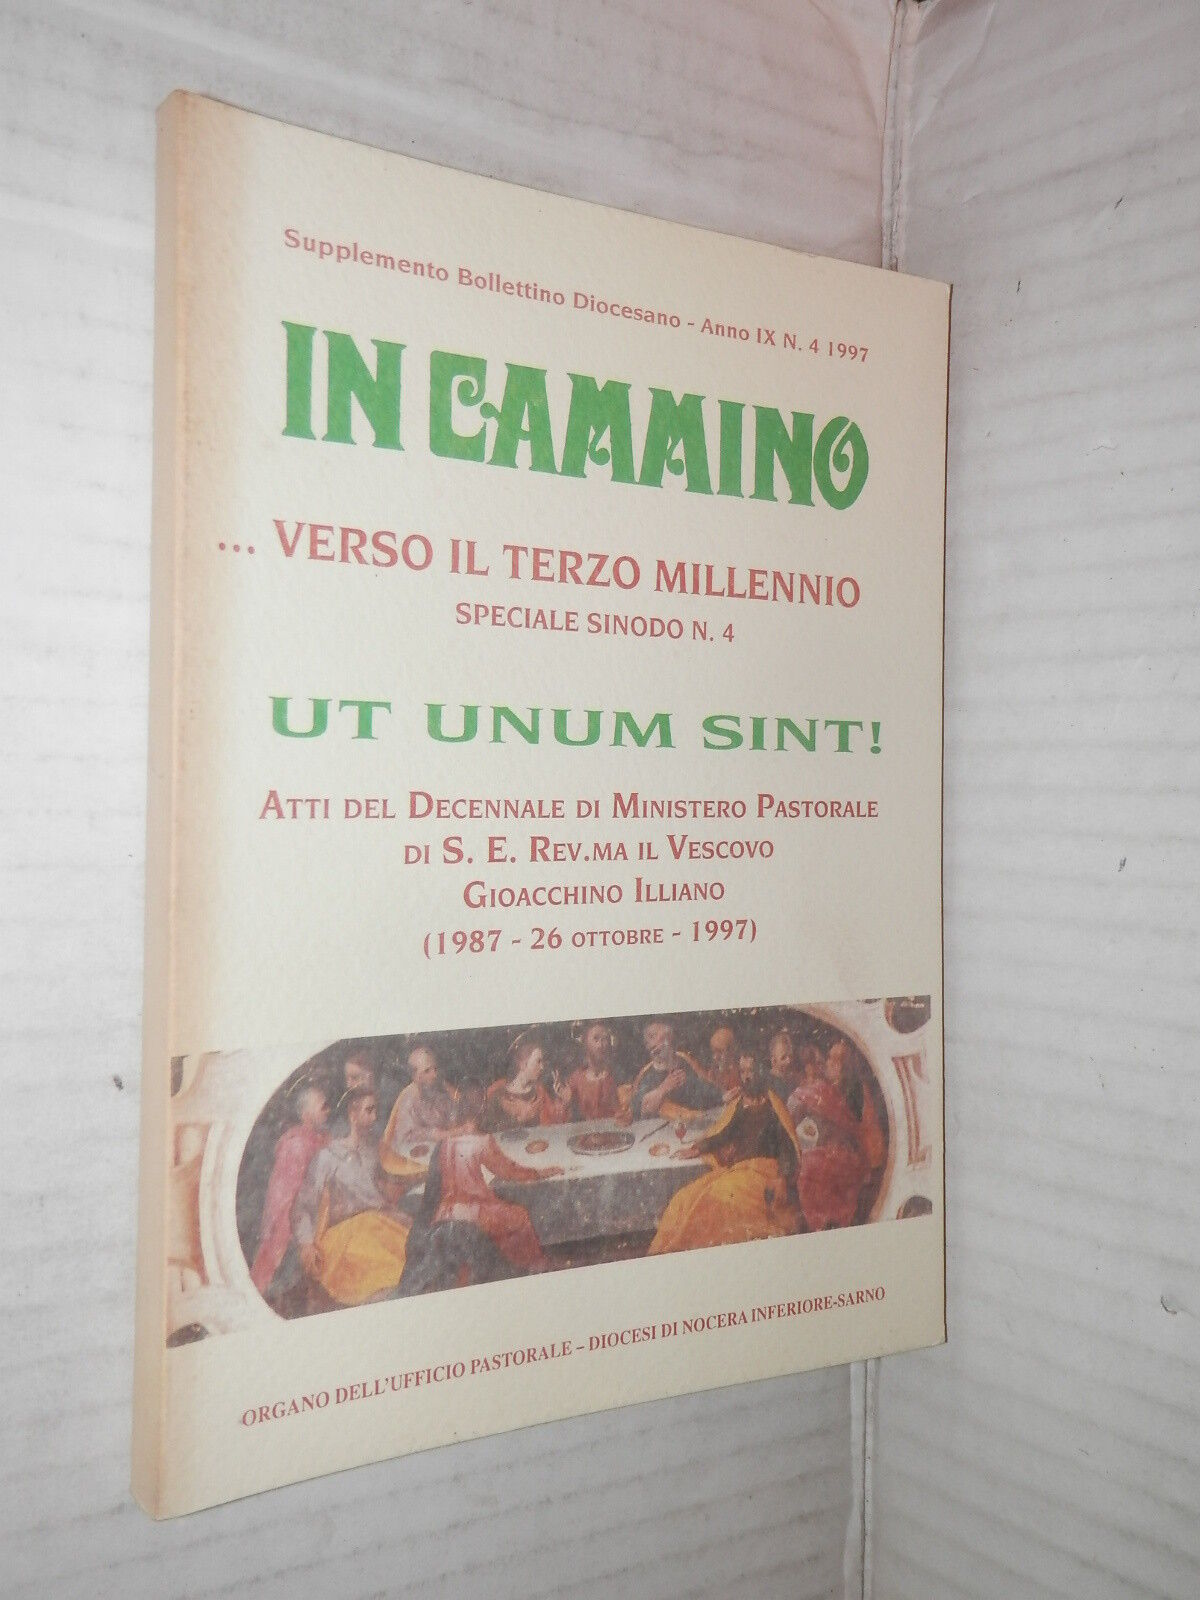 Supplemento Bollettino Diocesano - Anno IX N. 4 1997
IN CAMMINO
... VERSO IL TERZO MILLENNIO
SPECIALE SINODO N. 4
UT UNUM SINT!
ATTI DEL DECENNALE DI MINISTERO PASTORALE
DI S. E. REV.MA IL VESCOVO
GIOACCHINO ILLIANO
(1987 - 26 OTTOBRE - 1997)
ORGANO DELL'UFFICIO PASTORALE – DIOCESI DI NOCERA INFERIORE-SARNO